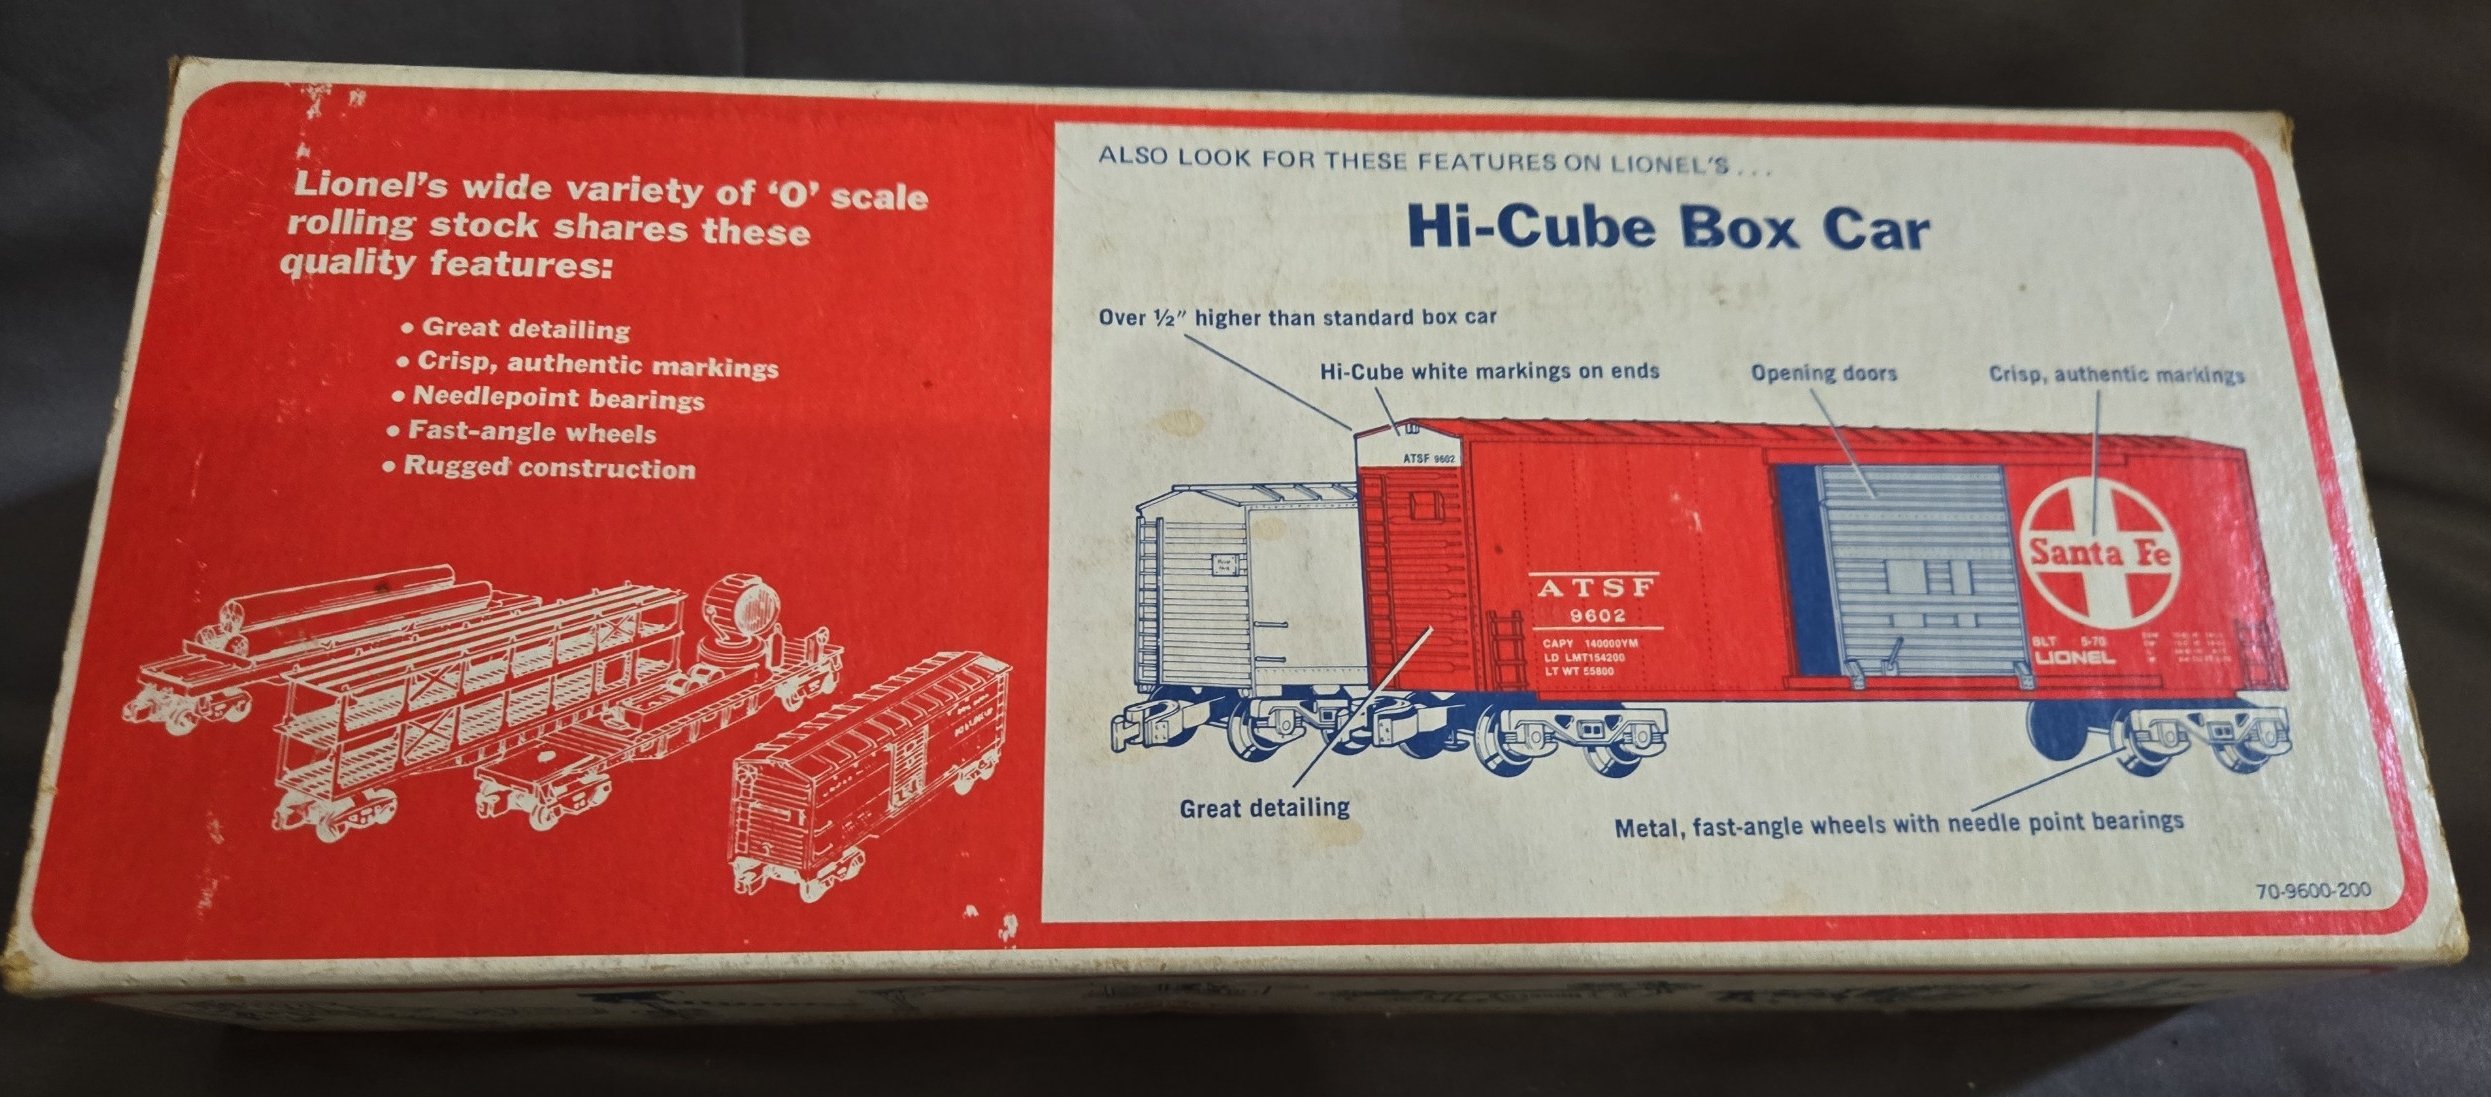 Lionel's wide variety of 'O' scale
rolling stock shares these
quality features:
• Great detailing
• Crisp, authentic markings
• Needlepoint bearings
• Fast-angle wheels
• Rugged construction
ALSO LOOK FOR THESE FEATURES ON LIONEL'S...
Hi-Cube Box Car
Over ½" higher than standard box car
Hi-Cube white markings on ends
Opening doors
Crisp, authentic markings
ATSF 9602
ATSF
9602
CAPY 140000YM
LD LMT154200
LT WT 55800
Santa Fe
BLT 5-70
LIONEL
Great detailing
Metal, fast-angle wheels with needle point bearings
70-9600-200